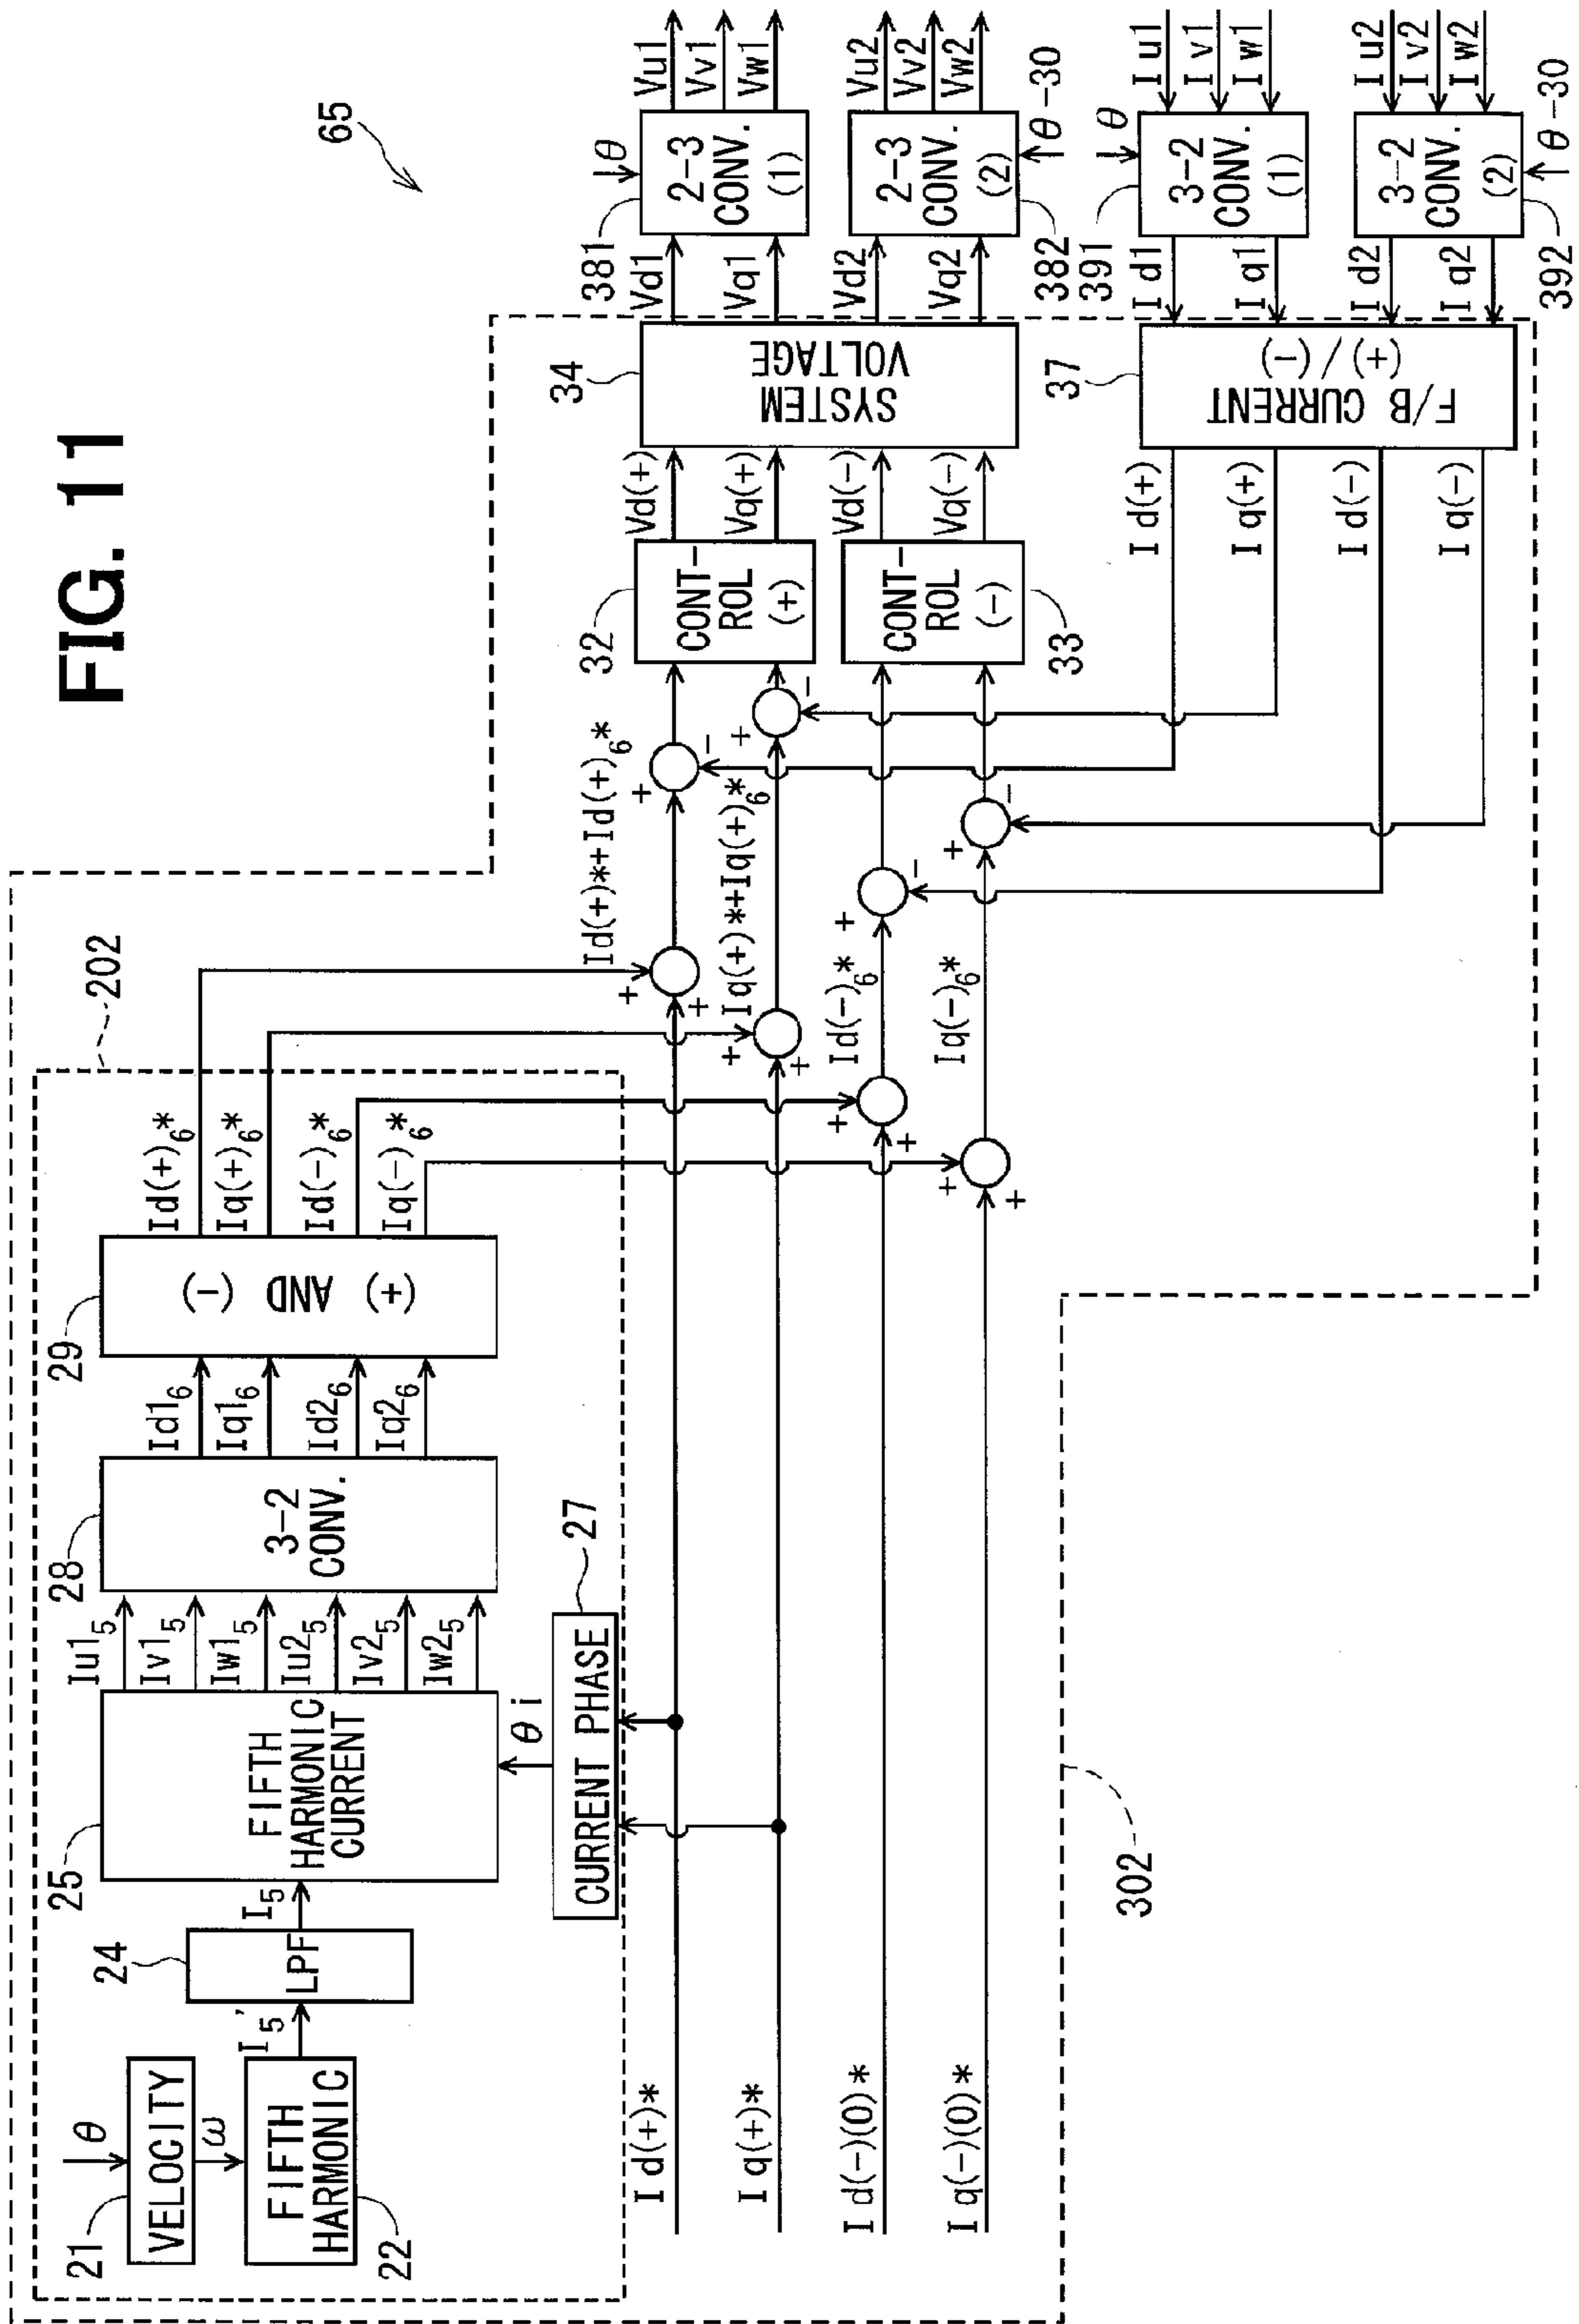 FIG. 11
65
202
302
θ
21
VELOCITY
ω
22
FIFTH
HARMONIC
I5'
24
LPF
I5
25
FIFTH
HARMONIC
CURRENT
θi
27
CURRENT PHASE
Iu15
Iv15
Iw15
Iu25
Iv25
Iw25
28
3-2
CONV.
Id16
Iq16
Id26
Iq26
29
(-) AND (+)
Id(+)6*
Iq(+)6*
Id(-)6*
Iq(-)6*
Id(+)*
Iq(+)*
Id(-)(0)*
Iq(-)(0)*
+
+
+
+
+
+
+
+
Id(+)*+Id(+)6*
Iq(+)*+Iq(+)6*
Id(-)6*
Iq(-)6*
+
-
+
-
+
-
+
-
32
CONT-
ROL
(+)
33
CONT-
ROL
(-)
Vd(+)
Vq(+)
Vd(-)
Vq(-)
34
SYSTEM
VOLTAGE
Vd1
Vq1
Vd2
Vq2
381
θ
2-3
CONV.
(1)
382
θ-30
2-3
CONV.
(2)
Vu1
Vv1
Vw1
Vu2
Vv2
Vw2
Id(+)
Iq(+)
Id(-)
Iq(-)
37
F/B CURRENT
(+)/(-)
Id1
Iq1
Id2
Iq2
391
θ
3-2
CONV.
(1)
392
θ-30
3-2
CONV.
(2)
Iu1
Iv1
Iw1
Iu2
Iv2
Iw2